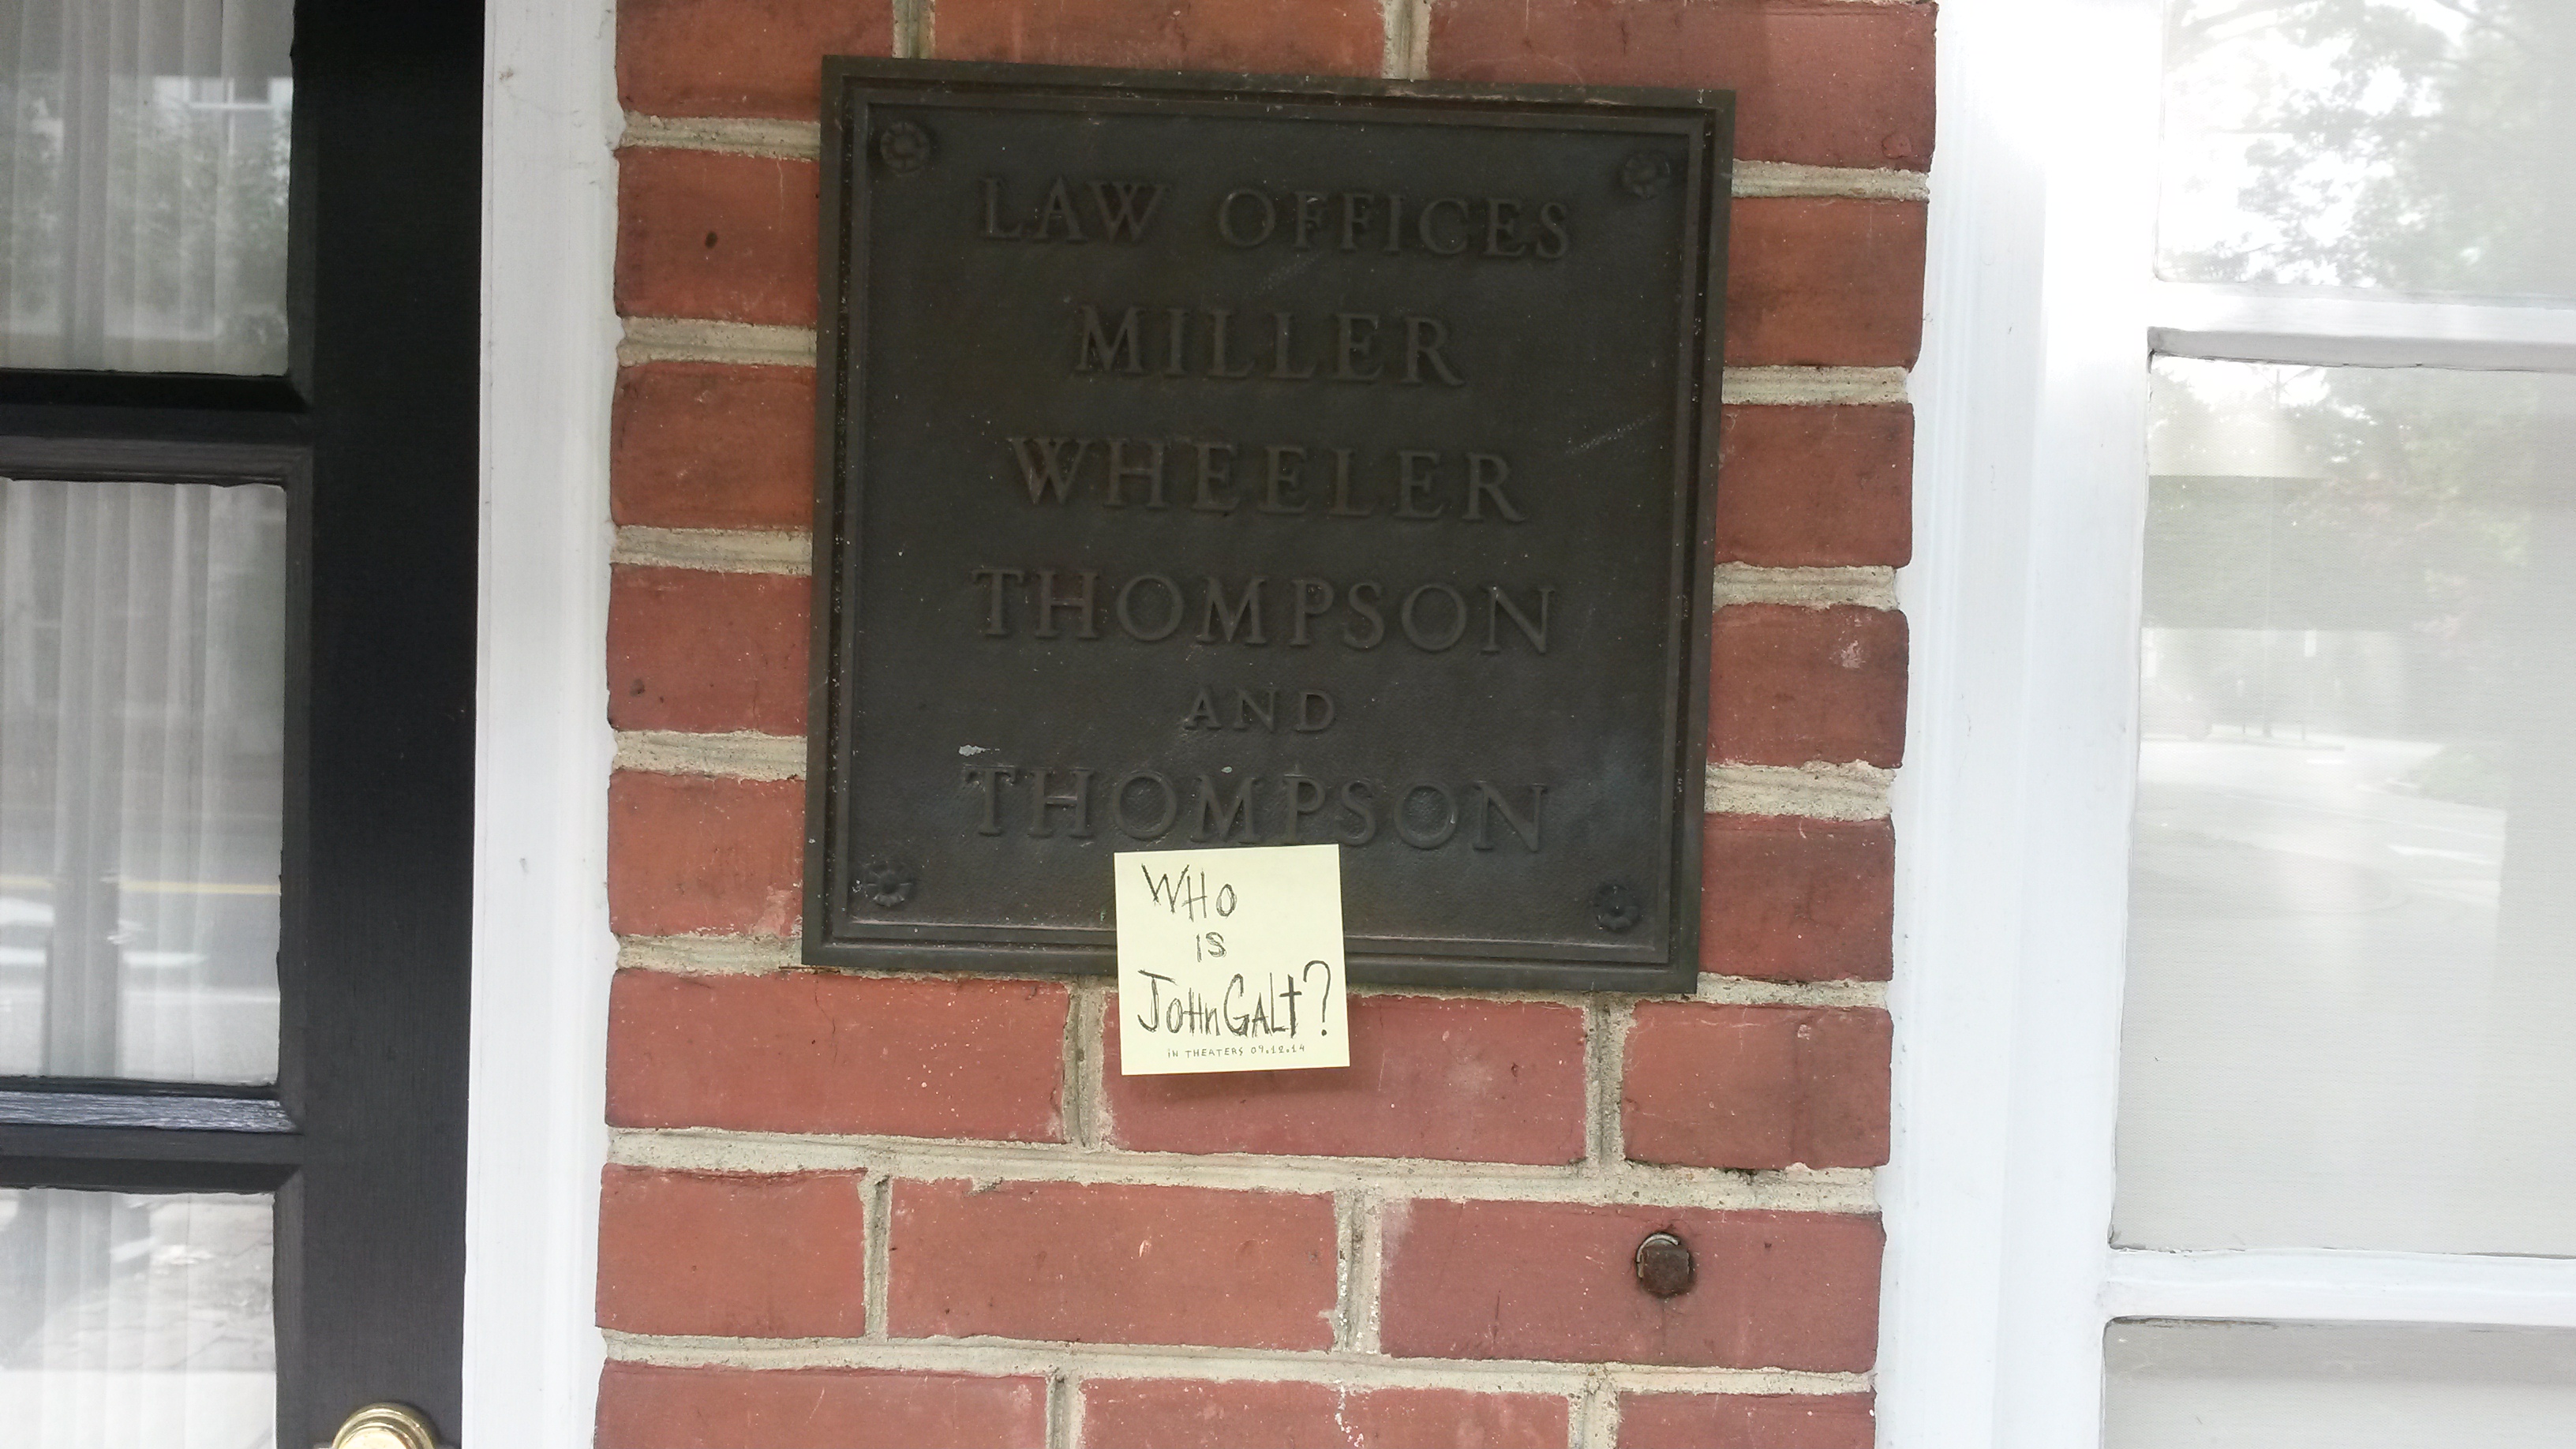 LAW OFFICES
MILLER
WHEELER
THOMPSON
AND
THOMPSON
WHO
IS
JOHn GALt?
iN THEATERS 09.12.14